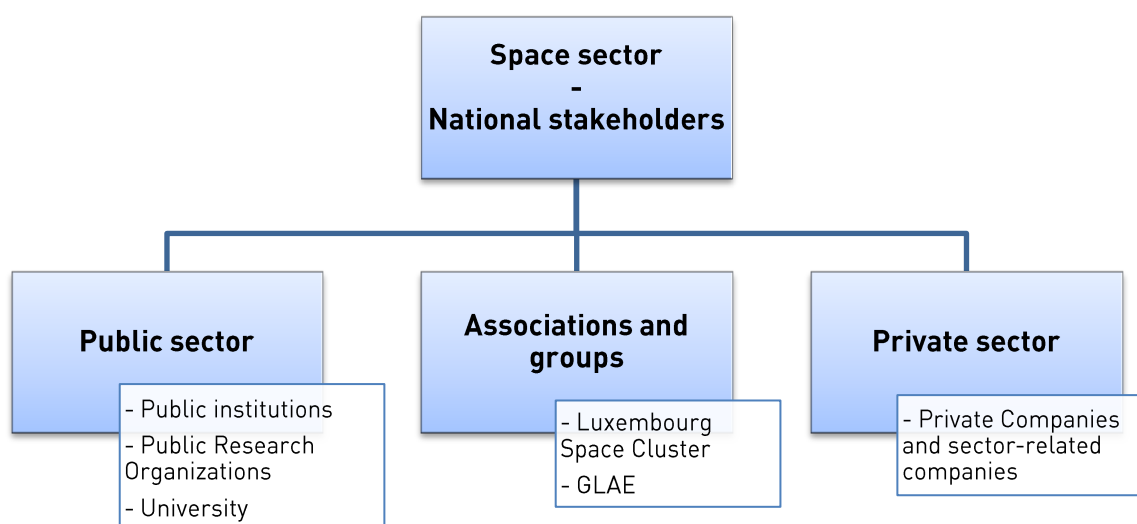 Space sector
-
National stakeholders
Public sector
- Public institutions
- Public Research
Organizations
- University
Associations and
groups
- Luxembourg
Space Cluster
- GLAE
Private sector
- Private Companies
and sector-related
companies